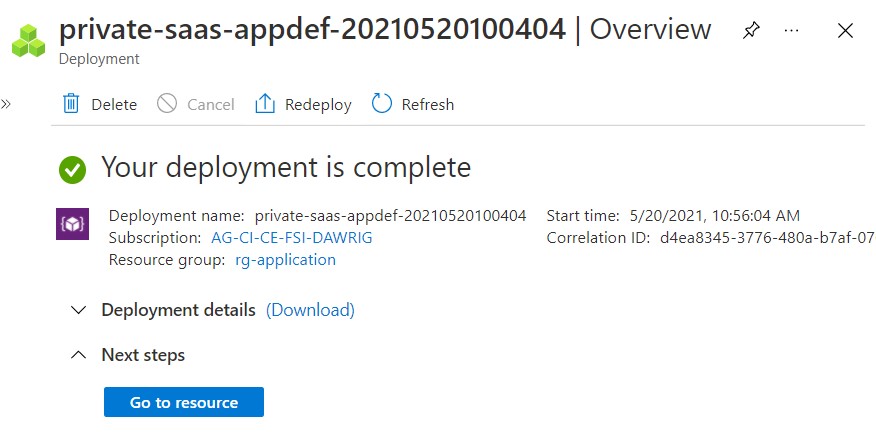 private-saas-appdef-20210520100404 | Overview
Deployment
Delete Cancel Redeploy Refresh
Your deployment is complete
Deployment name: private-saas-appdef-20210520100404 Start time: 5/20/2021, 10:56:04 AM
Subscription: AG-CI-CE-FSI-DAWRIG Correlation ID: d4ea8345-3776-480a-b7af-07
Resource group: rg-application
Deployment details (Download)
Next steps
Go to resource